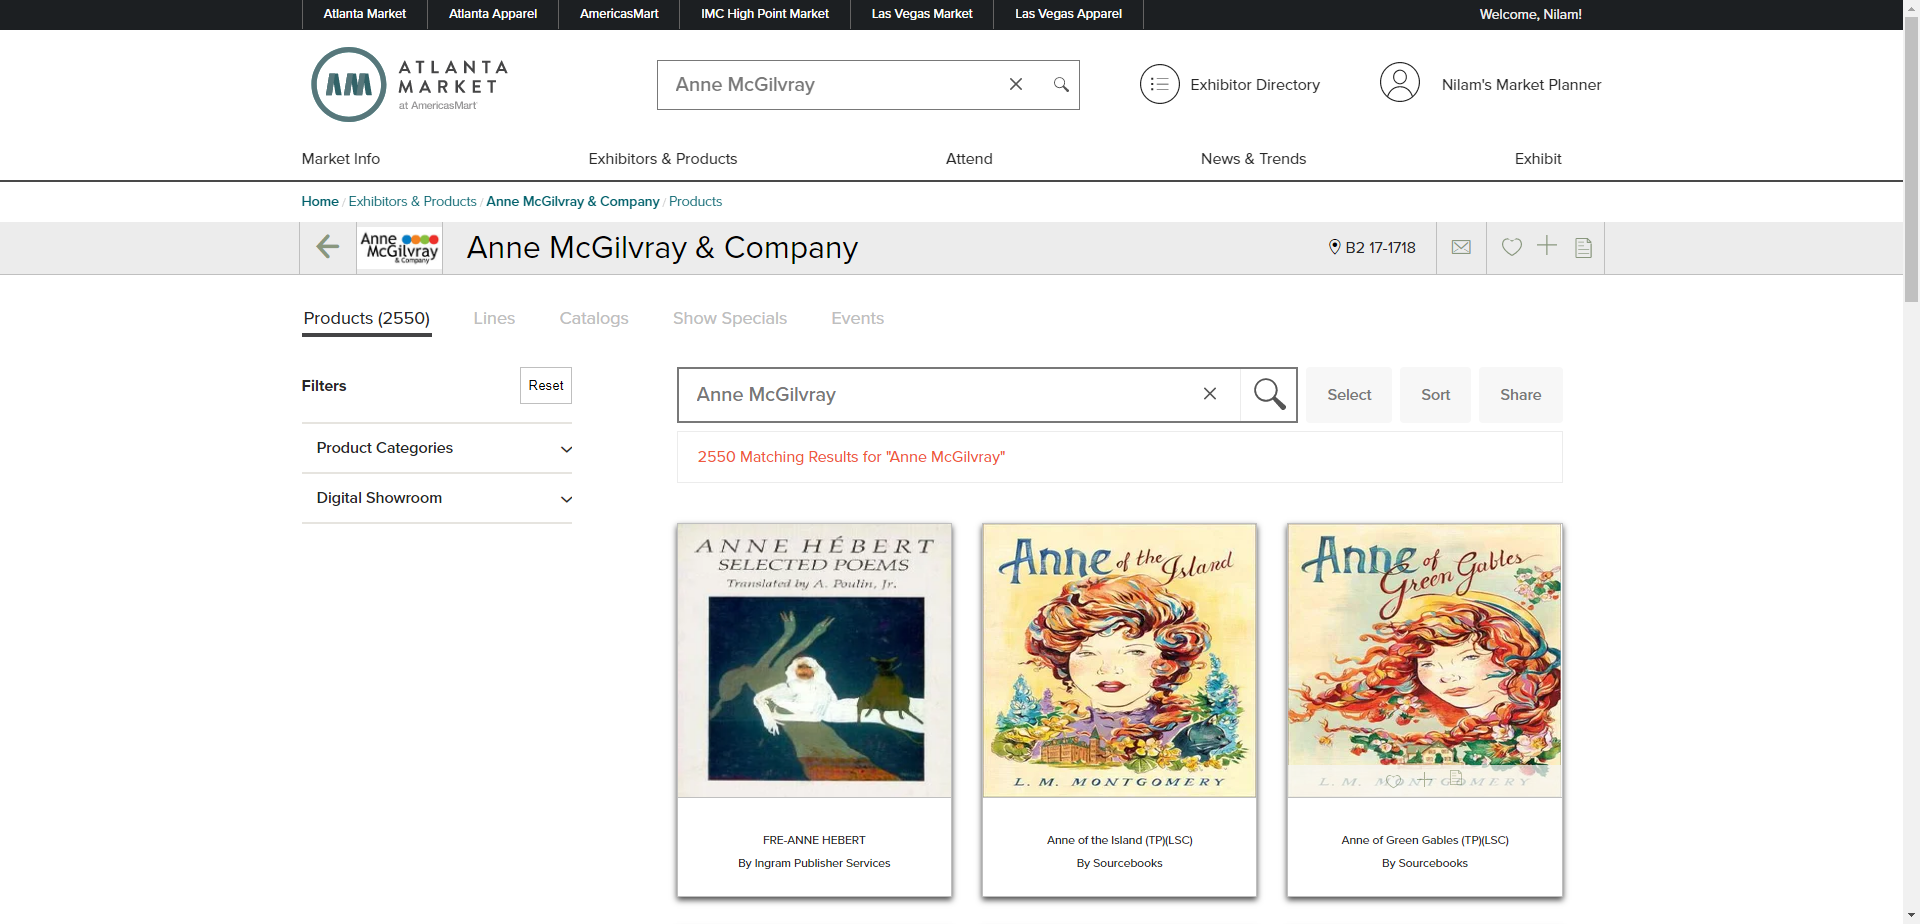 Atlanta Market
Atlanta Apparel
AmericasMart
IMC High Point Market
Las Vegas Market
Las Vegas Apparel
Welcome, Nilam!
AM
ATLANTA
MARKET
at AmericasMart
Anne McGilvray
Exhibitor Directory
Nilam's Market Planner
Market Info
Exhibitors & Products
Attend
News & Trends
Exhibit
Home / Exhibitors & Products / Anne McGilvray & Company / Products
Anne
McGilvray
& Company
Anne McGilvray & Company
B2 17-1718
Products (2550)
Lines
Catalogs
Show Specials
Events
Filters
Reset
Product Categories
Digital Showroom
Anne McGilvray
Select
Sort
Share
2550 Matching Results for "Anne McGilvray"
ANNE HÉBERT
SELECTED POEMS
Translated by A. Poulin, Jr.
FRE-ANNE HEBERT
By Ingram Publisher Services
Anne of the Island
L. M. MONTGOMERY
Anne of the Island (TP)(LSC)
By Sourcebooks
Anne of
Green Gables
L. M. MONTGOMERY
Anne of Green Gables (TP)(LSC)
By Sourcebooks